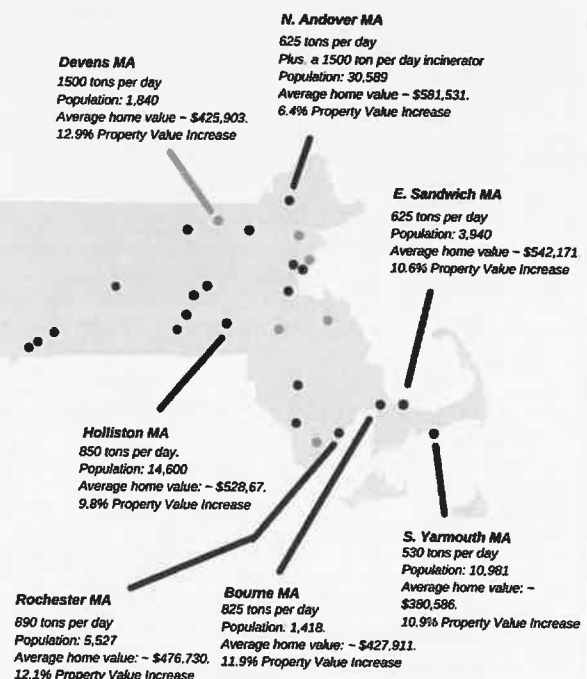 N. Andover MA
625 tons per day
Plus, a 1500 ton per day incinerator
Population: 30,589
Average home value ~ $581,531.
6.4% Property Value Increase
Devens MA
1500 tons per day
Population: 1,840
Average home value ~ $425,903.
12.9% Property Value Increase
E. Sandwich MA
625 tons per day
Population: 3,940
Average home value ~ $542,171
10.6% Property Value Increase
Holliston MA
850 tons per day.
Population: 14,600
Average home value: ~ $528,67.
9.8% Property Value Increase
S. Yarmouth MA
530 tons per day
Population: 10,981
Average home value: ~
$380,586.
10.9% Property Value Increase
Rochester MA
890 tons per day
Population: 5,527
Average home value: ~ $476,730.
12.1% Property Value Increase
Bourne MA
825 tons per day
Population: 1,418.
Average home value: ~ $427,911.
11.9% Property Value Increase